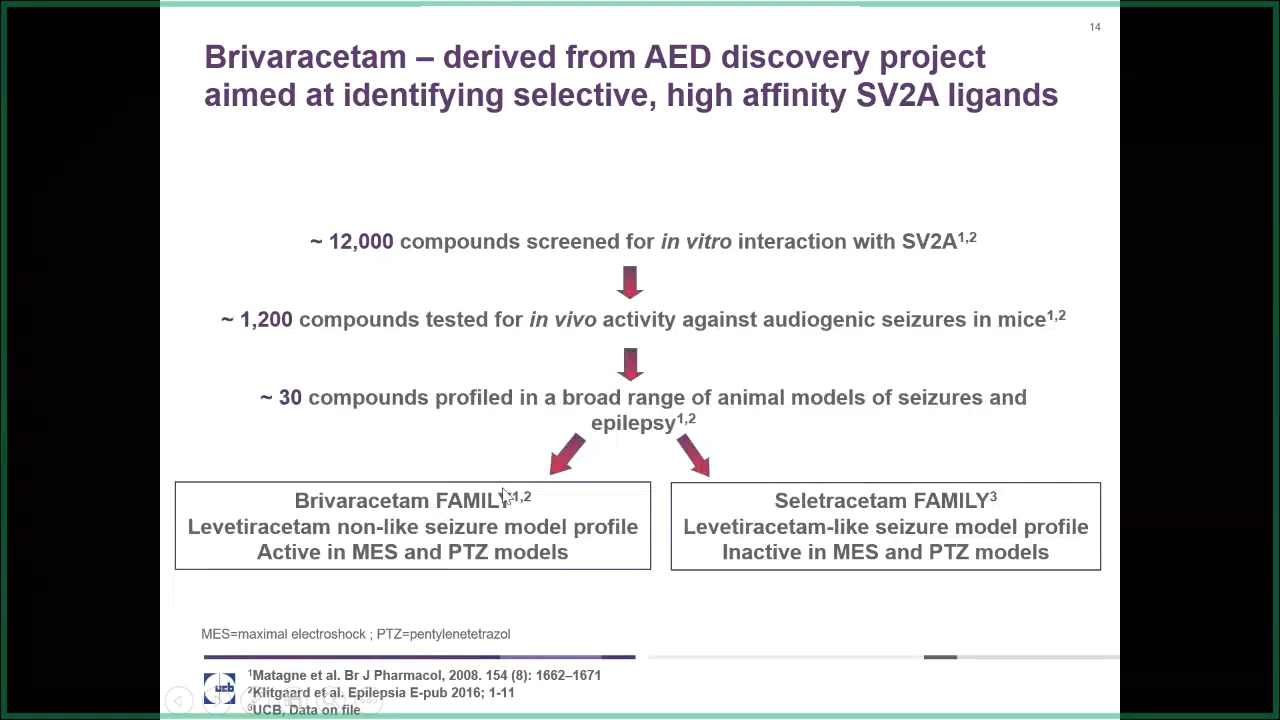 14
Brivaracetam – derived from AED discovery project
aimed at identifying selective, high affinity SV2A ligands
~ 12,000 compounds screened for in vitro interaction with SV2A1,2
~ 1,200 compounds tested for in vivo activity against audiogenic seizures in mice1,2
~ 30 compounds profiled in a broad range of animal models of seizures and
epilepsy1,2
Brivaracetam FAMILY1,2
Levetiracetam non-like seizure model profile
Active in MES and PTZ models
Seletracetam FAMILY3
Levetiracetam-like seizure model profile
Inactive in MES and PTZ models
MES=maximal electroshock ; PTZ=pentylenetetrazol
1Matagne et al. Br J Pharmacol, 2008. 154 (8): 1662–1671
2Klitgaard et al. Epilepsia E-pub 2016; 1-11
3UCB, Data on file
ucb